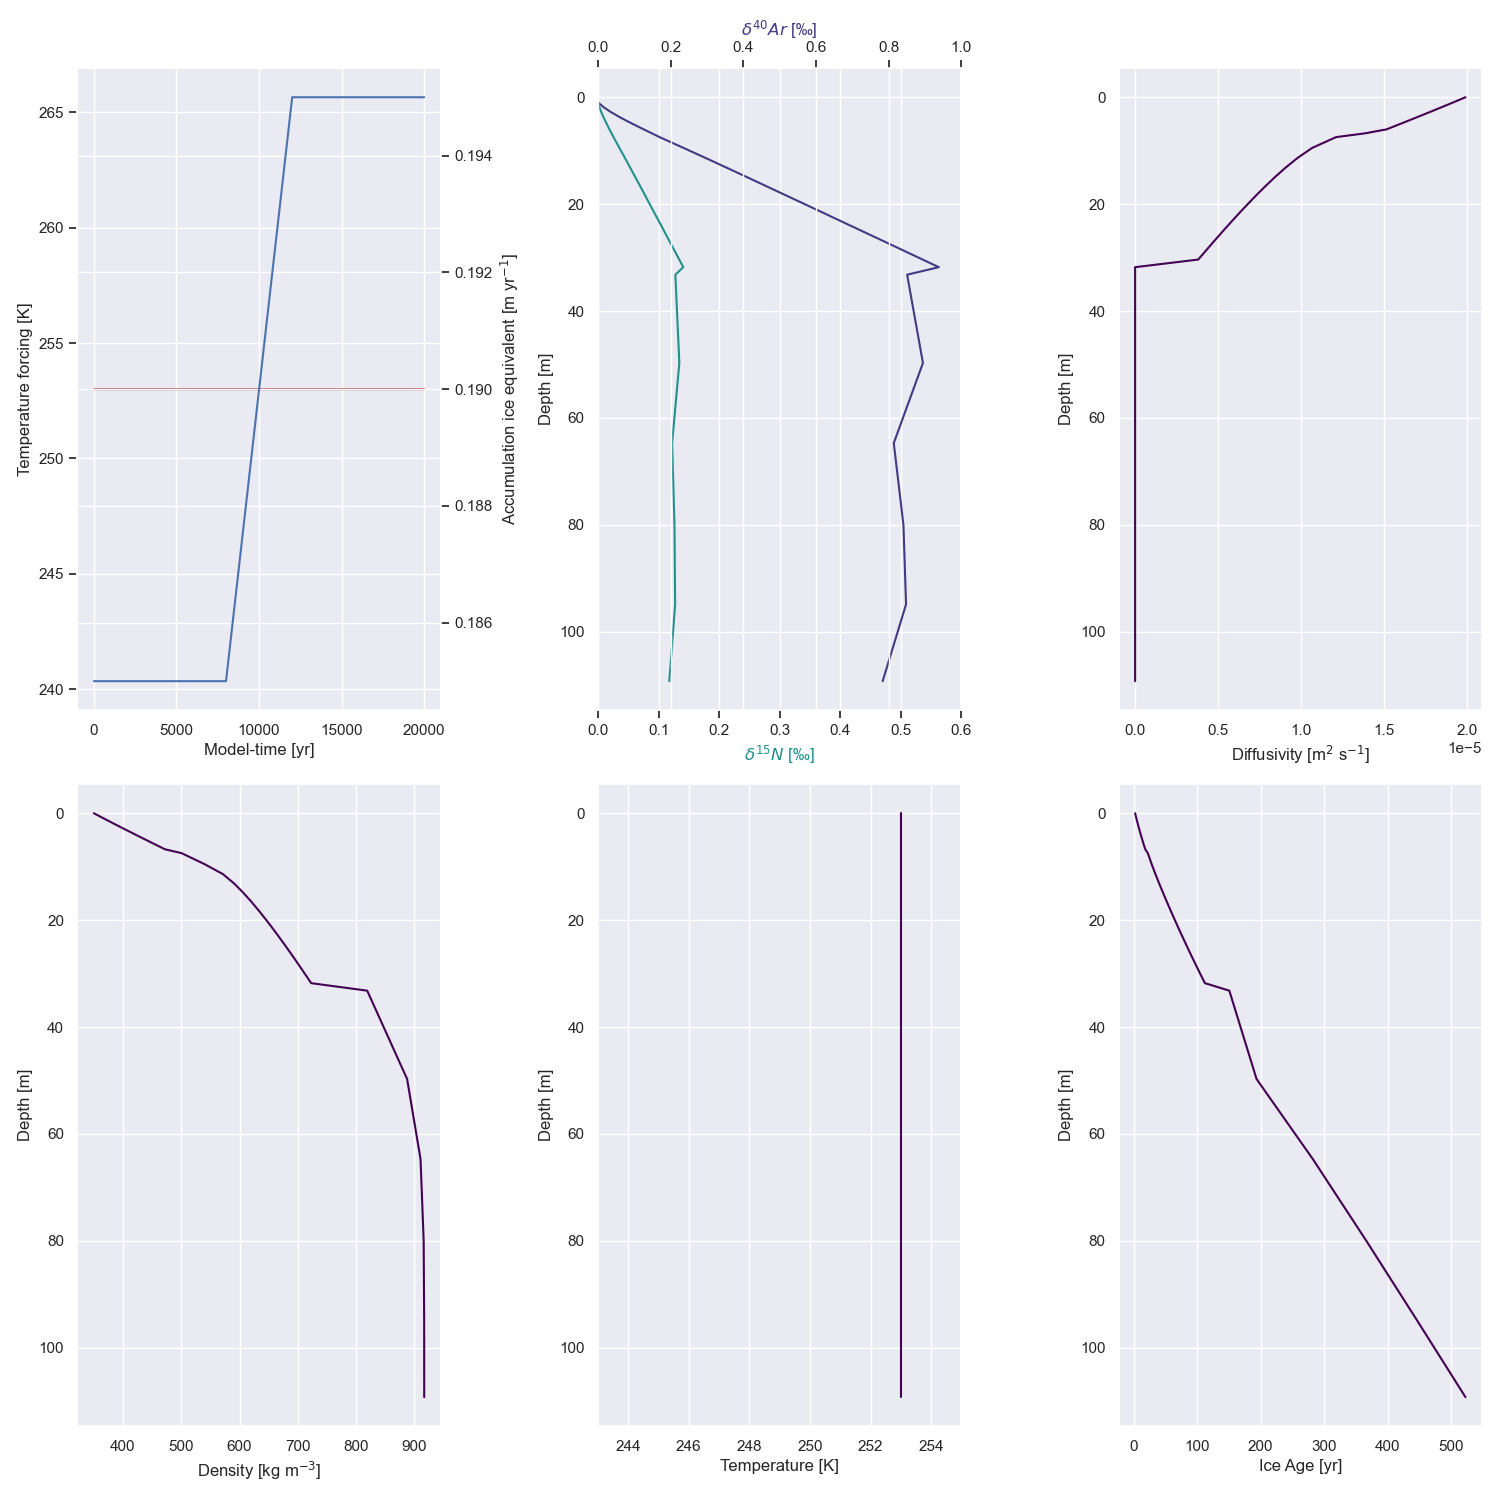 δ⁴⁰Ar [‰]
0.0 0.2 0.4 0.6 0.8 1.0
265
260
255
250
245
240
Temperature forcing [K]
0 5000 10000 15000 20000
Model-time [yr]
0.194
0.192
0.190
0.188
0.186
Accumulation ice equivalent [m yr⁻¹]
0
20
40
60
80
100
Depth [m]
0.0 0.1 0.2 0.3 0.4 0.5 0.6
δ¹⁵N [‰]
0
20
40
60
80
100
Depth [m]
0.0 0.5 1.0 1.5 2.0
1e−5
Diffusivity [m² s⁻¹]
0
20
40
60
80
100
Depth [m]
400 500 600 700 800 900
Density [kg m⁻³]
0
20
40
60
80
100
Depth [m]
244 246 248 250 252 254
Temperature [K]
0
20
40
60
80
100
Depth [m]
0 100 200 300 400 500
Ice Age [yr]